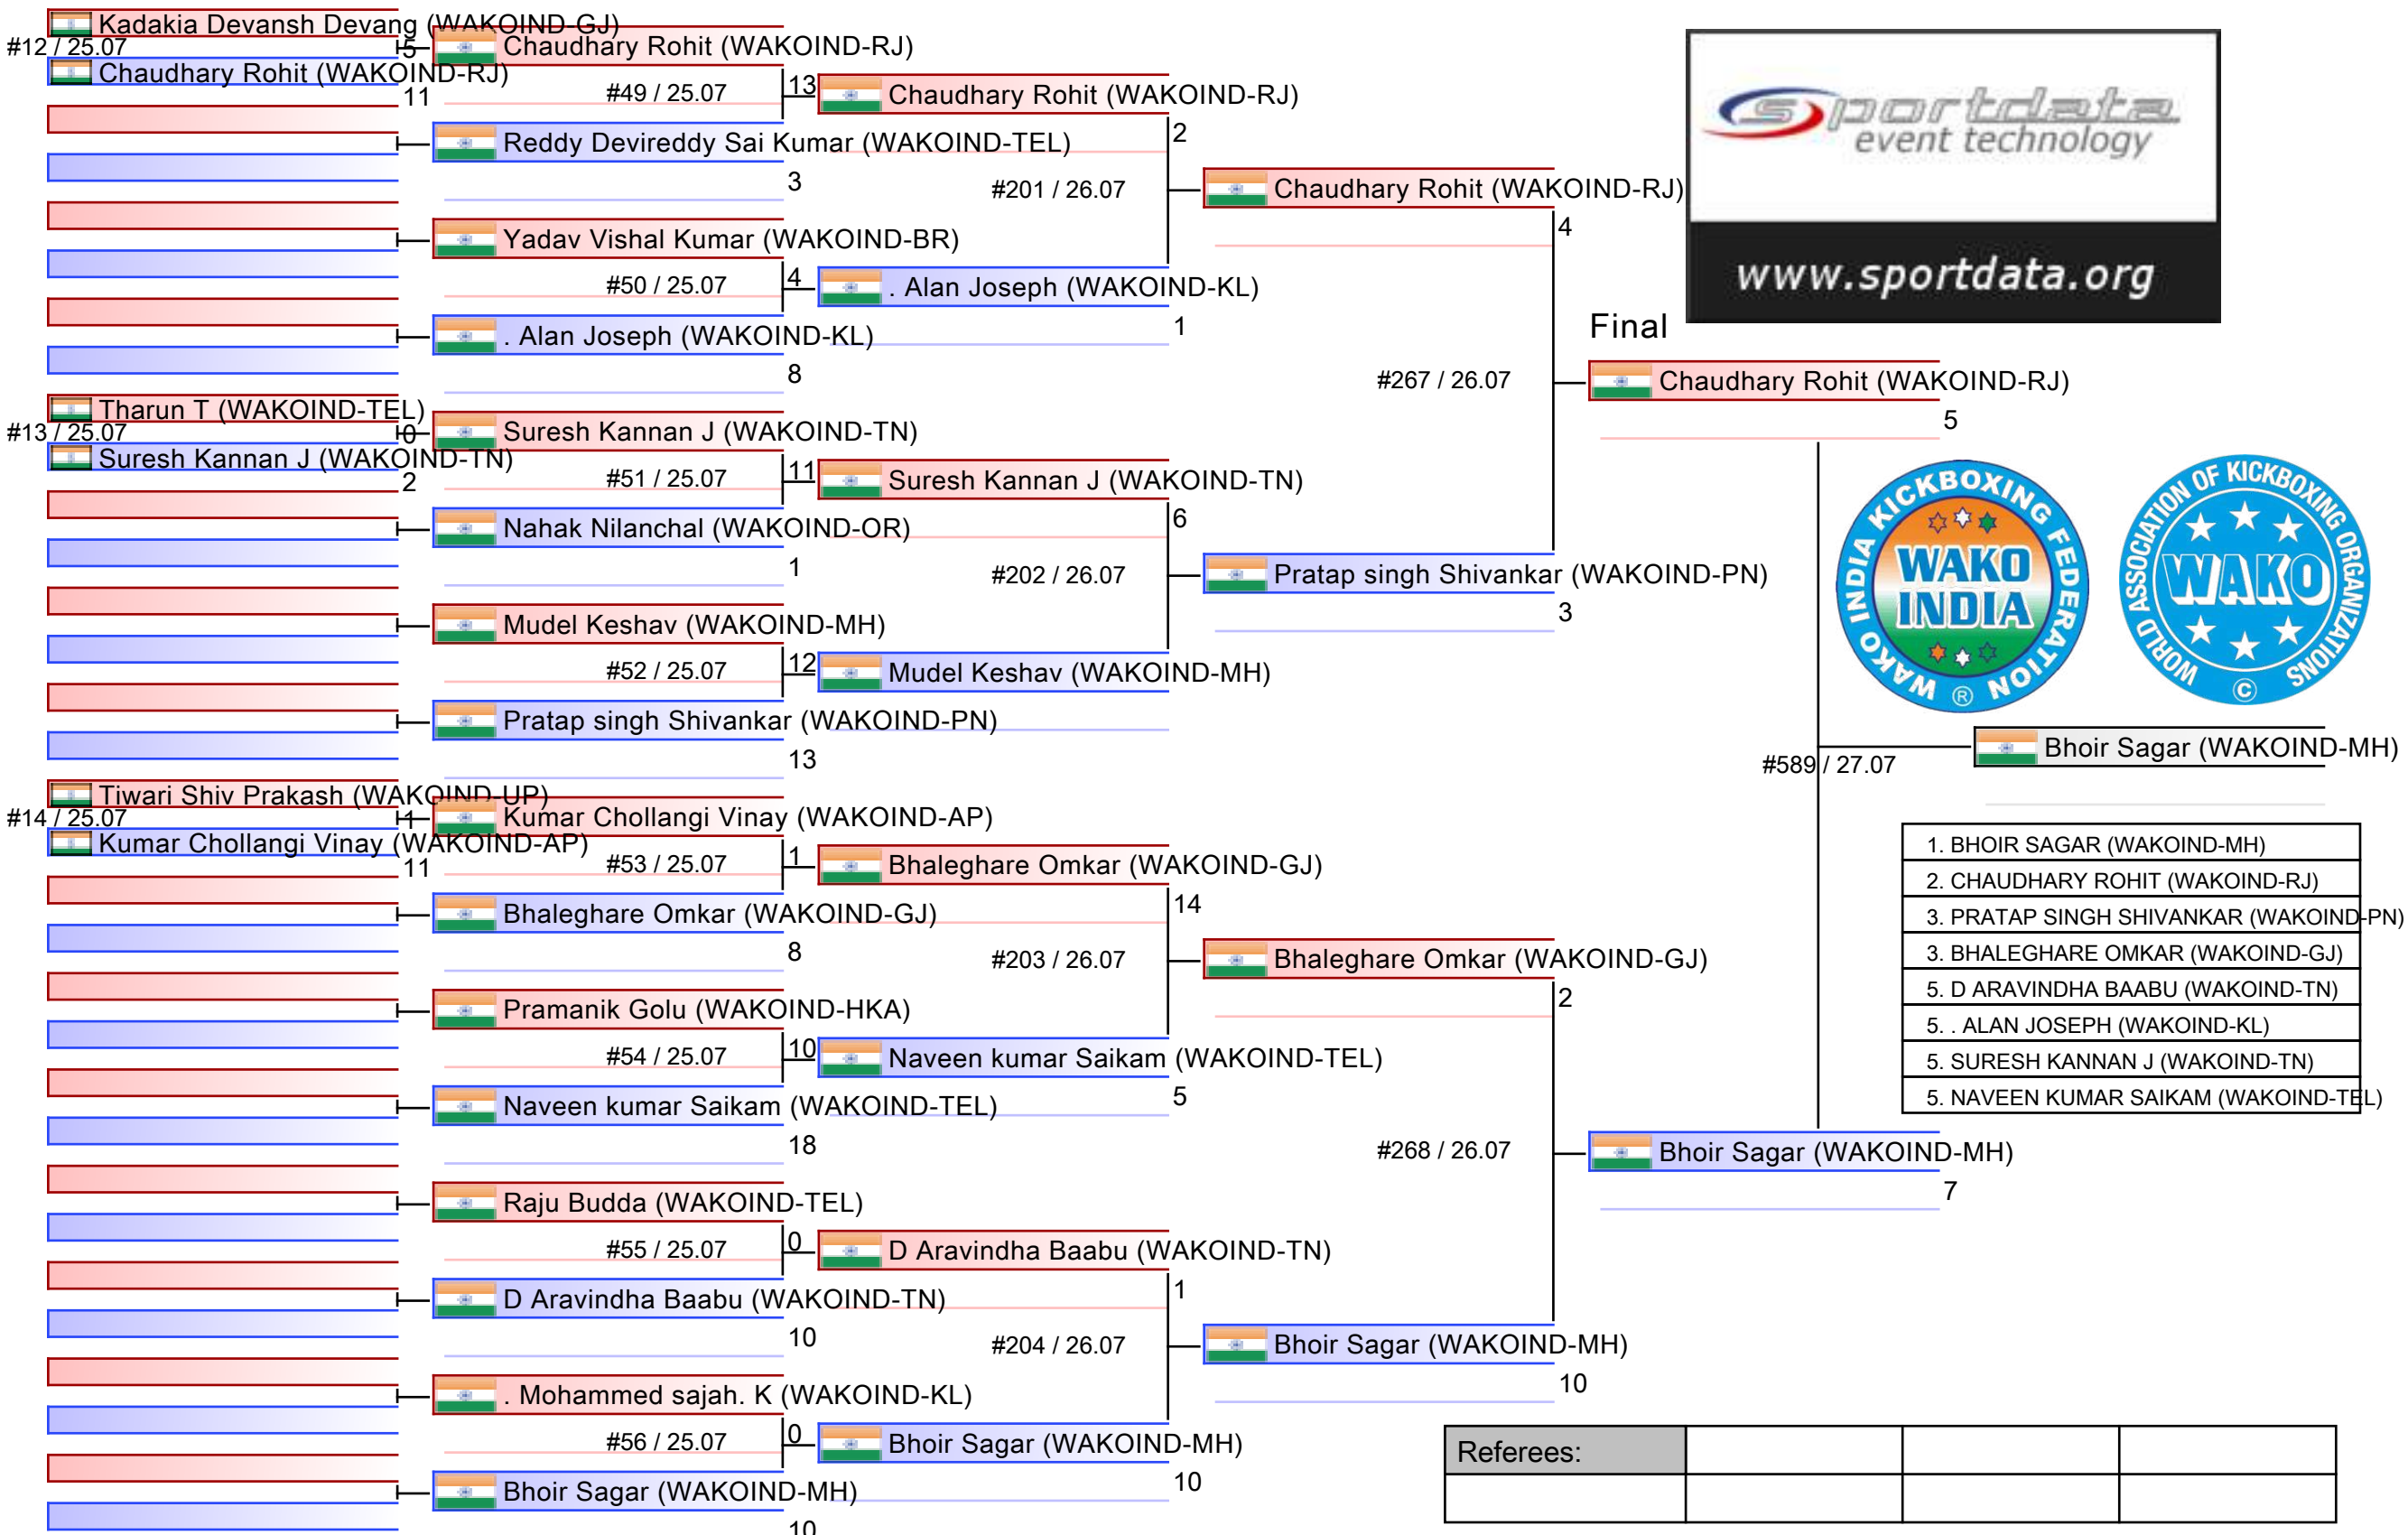 Kadakia Devansh Devang (WAKOIND-GJ)
#12 / 25.07
5
Chaudhary Rohit (WAKOIND-RJ)
11
Tharun T (WAKOIND-TEL)
#13 / 25.07
0
Suresh Kannan J (WAKOIND-TN)
2
Tiwari Shiv Prakash (WAKOIND-UP)
#14 / 25.07
1
Kumar Chollangi Vinay (WAKOIND-AP)
11
Chaudhary Rohit (WAKOIND-RJ)
#49 / 25.07
13
Reddy Devireddy Sai Kumar (WAKOIND-TEL)
3
Yadav Vishal Kumar (WAKOIND-BR)
#50 / 25.07
4
. Alan Joseph (WAKOIND-KL)
8
Suresh Kannan J (WAKOIND-TN)
#51 / 25.07
11
Nahak Nilanchal (WAKOIND-OR)
1
Mudel Keshav (WAKOIND-MH)
#52 / 25.07
12
Pratap singh Shivankar (WAKOIND-PN)
13
Kumar Chollangi Vinay (WAKOIND-AP)
#53 / 25.07
1
Bhaleghare Omkar (WAKOIND-GJ)
8
Pramanik Golu (WAKOIND-HKA)
#54 / 25.07
10
Naveen kumar Saikam (WAKOIND-TEL)
18
Raju Budda (WAKOIND-TEL)
#55 / 25.07
0
D Aravindha Baabu (WAKOIND-TN)
10
. Mohammed sajah. K (WAKOIND-KL)
#56 / 25.07
0
Bhoir Sagar (WAKOIND-MH)
10
Chaudhary Rohit (WAKOIND-RJ)
2
#201 / 26.07
. Alan Joseph (WAKOIND-KL)
1
Suresh Kannan J (WAKOIND-TN)
6
#202 / 26.07
Mudel Keshav (WAKOIND-MH)
Bhaleghare Omkar (WAKOIND-GJ)
14
#203 / 26.07
Naveen kumar Saikam (WAKOIND-TEL)
5
D Aravindha Baabu (WAKOIND-TN)
1
#204 / 26.07
Bhoir Sagar (WAKOIND-MH)
10
Chaudhary Rohit (WAKOIND-RJ)
4
#267 / 26.07
Pratap singh Shivankar (WAKOIND-PN)
3
Bhaleghare Omkar (WAKOIND-GJ)
2
#268 / 26.07
Bhoir Sagar (WAKOIND-MH)
10
sportdata
event technology
www.sportdata.org
Final
Chaudhary Rohit (WAKOIND-RJ)
5
WAKO INDIA KICKBOXING FEDERATION
WAKO
INDIA
®
WORLD ASSOCIATION OF KICKBOXING ORGANIZATIONS
WAKO
©
#589 / 27.07
Bhoir Sagar (WAKOIND-MH)
1. BHOIR SAGAR (WAKOIND-MH)
2. CHAUDHARY ROHIT (WAKOIND-RJ)
3. PRATAP SINGH SHIVANKAR (WAKOIND-PN)
3. BHALEGHARE OMKAR (WAKOIND-GJ)
5. D ARAVINDHA BAABU (WAKOIND-TN)
5. . ALAN JOSEPH (WAKOIND-KL)
5. SURESH KANNAN J (WAKOIND-TN)
5. NAVEEN KUMAR SAIKAM (WAKOIND-TEL)
Bhoir Sagar (WAKOIND-MH)
7
Referees: